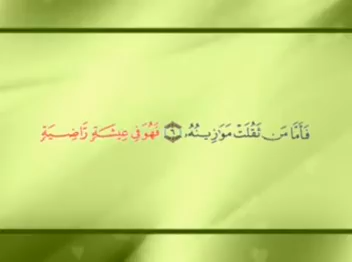 فَأَمَّا مَن ثَقُلَتْ مَوَٰزِينُهُۥ ۝٦ فَهُوَ فِى عِيشَةٍ رَّاضِيَةٍ